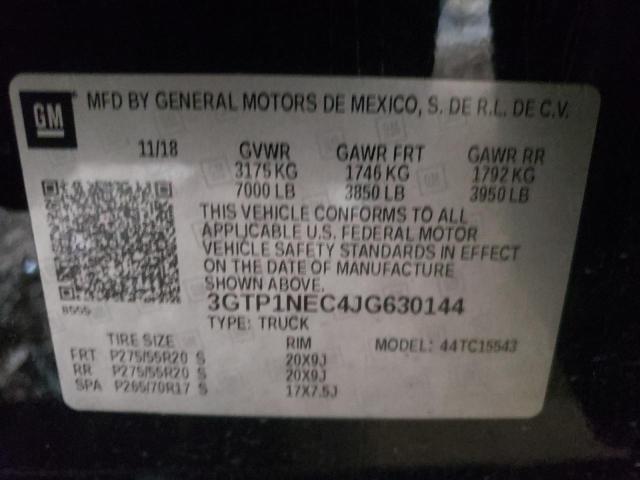 GM MFD BY GENERAL MOTORS DE MEXICO, S. DE R.L. DE C.V.
11/18 GVWR GAWR FRT GAWR RR
3175 KG 1746 KG 1792 KG
7000 LB 3850 LB 3950 LB
THIS VEHICLE CONFORMS TO ALL
APPLICABLE U.S. FEDERAL MOTOR
VEHICLE SAFETY STANDARDS IN EFFECT
ON THE DATE OF MANUFACTURE
SHOWN ABOVE.
3GTP1NEC4JG630144
TYPE: TRUCK
TIRE SIZE RIM MODEL: 44TC15543
FRT P275/55R20 S 20X9J
RR P275/55R20 S 20X9J
SPA P265/70R17 S 17X7.5J